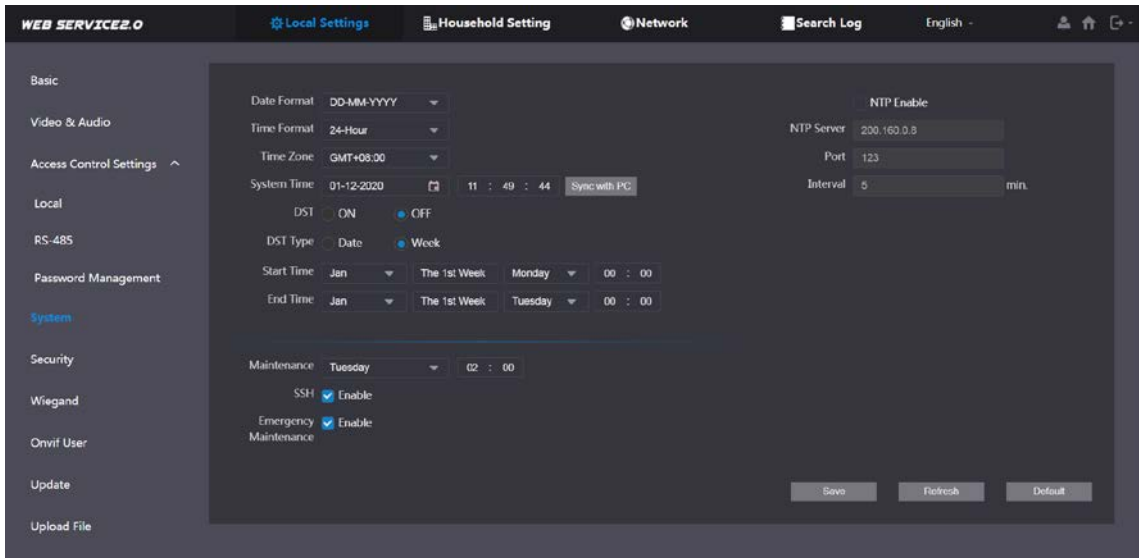 WEB SERVICE2.0 Local Settings Household Setting Network Search Log English
Basic
Video & Audio
Access Control Settings
Local
RS-485
Password Management
System
Security
Wiegand
Onvif User
Update
Upload File
Date Format DD-MM-YYYY
Time Format 24-Hour
Time Zone GMT+08:00
System Time 01-12-2020 11 : 49 : 44 Sync with PC
DST ON OFF
DST Type Date Week
Start Time Jan The 1st Week Monday 00 : 00
End Time Jan The 1st Week Tuesday 00 : 00
Maintenance Tuesday 02 : 00
SSH Enable
Emergency Maintenance Enable
NTP Enable
NTP Server 200.160.0.8
Port 123
Interval 5 min.
Save Refresh Default